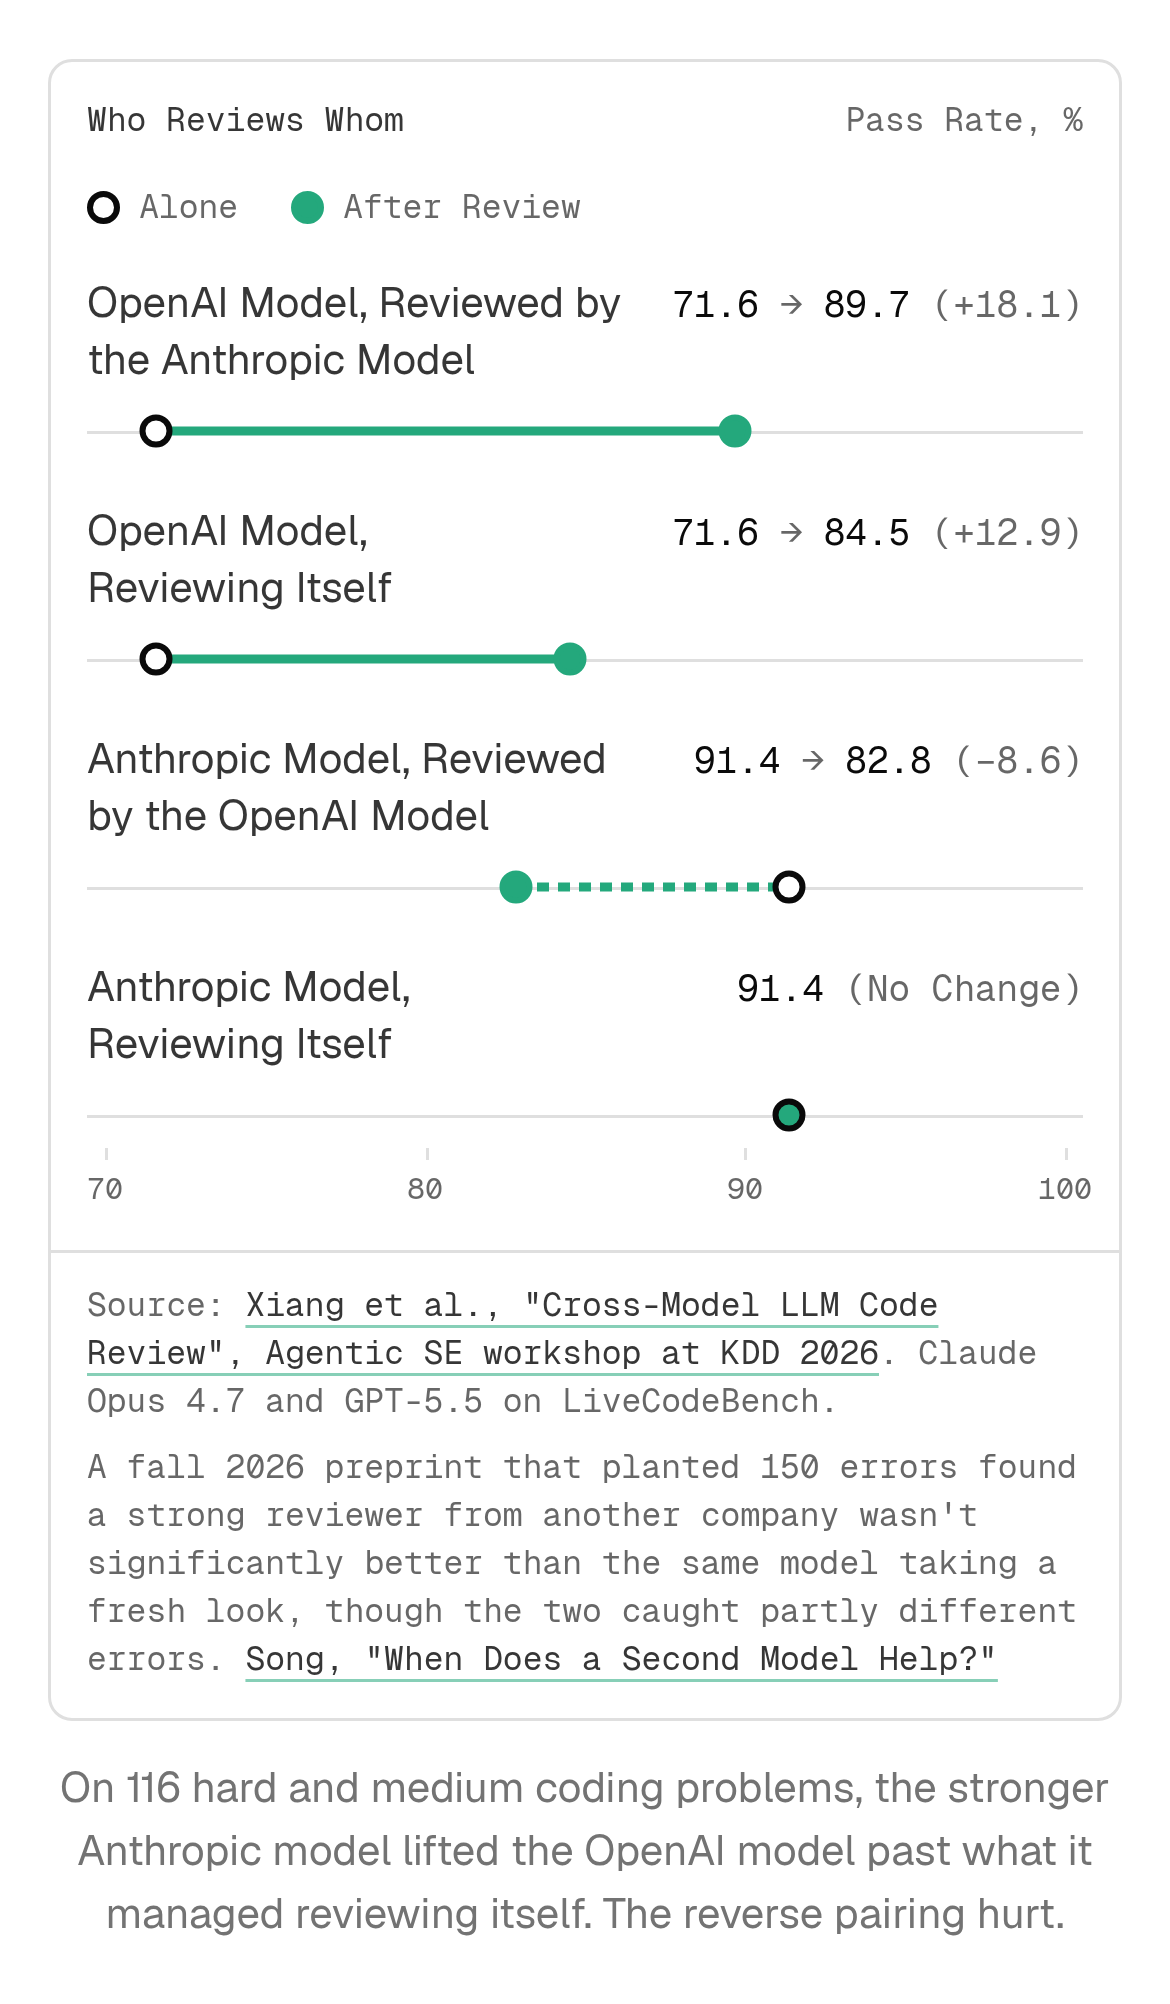 Who Reviews Whom
Pass Rate, %
Alone
After Review
OpenAI Model, Reviewed by
the Anthropic Model
71.6 → 89.7 (+18.1)
OpenAI Model,
Reviewing Itself
71.6 → 84.5 (+12.9)
Anthropic Model, Reviewed
by the OpenAI Model
91.4 → 82.8 (−8.6)
Anthropic Model,
Reviewing Itself
91.4 (No Change)
70
80
90
100
Source: Xiang et al., "Cross-Model LLM Code
Review", Agentic SE workshop at KDD 2026. Claude
Opus 4.7 and GPT-5.5 on LiveCodeBench.
A fall 2026 preprint that planted 150 errors found
a strong reviewer from another company wasn't
significantly better than the same model taking a
fresh look, though the two caught partly different
errors. Song, "When Does a Second Model Help?"
On 116 hard and medium coding problems, the stronger
Anthropic model lifted the OpenAI model past what it
managed reviewing itself. The reverse pairing hurt.